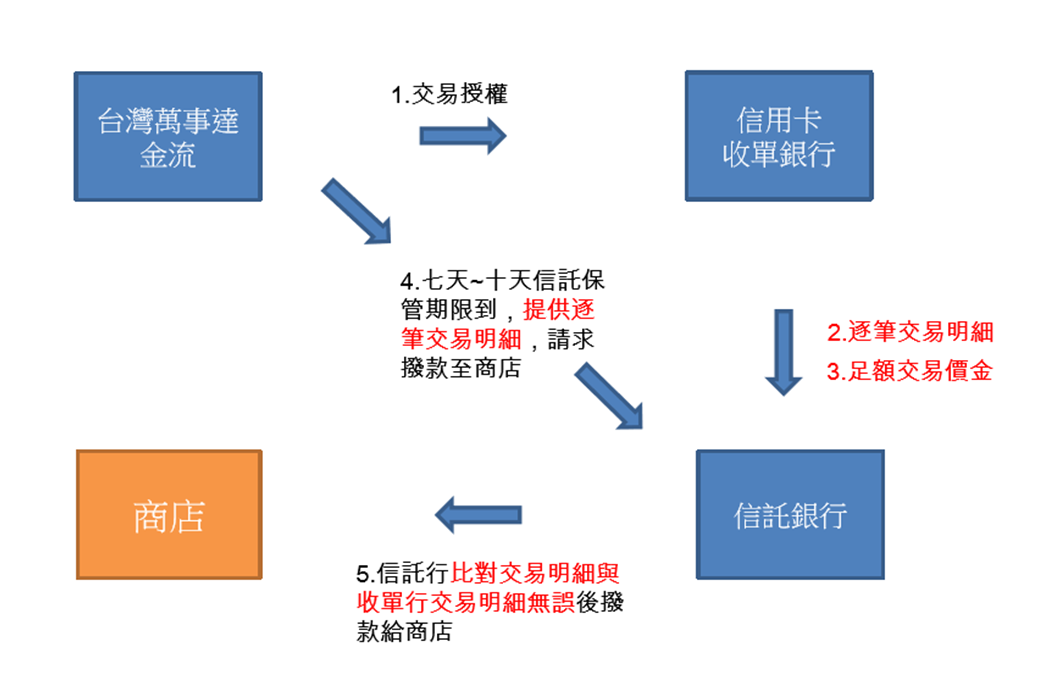 台灣萬事達
金流
1.交易授權
信用卡
收單銀行
4.七天~十天信託保
管期限到，提供逐
筆交易明細，請求
撥款至商店
2.逐筆交易明細
3.足額交易價金
商店
信託銀行
5.信託行比對交易明細與
收單行交易明細無誤後撥
款給商店